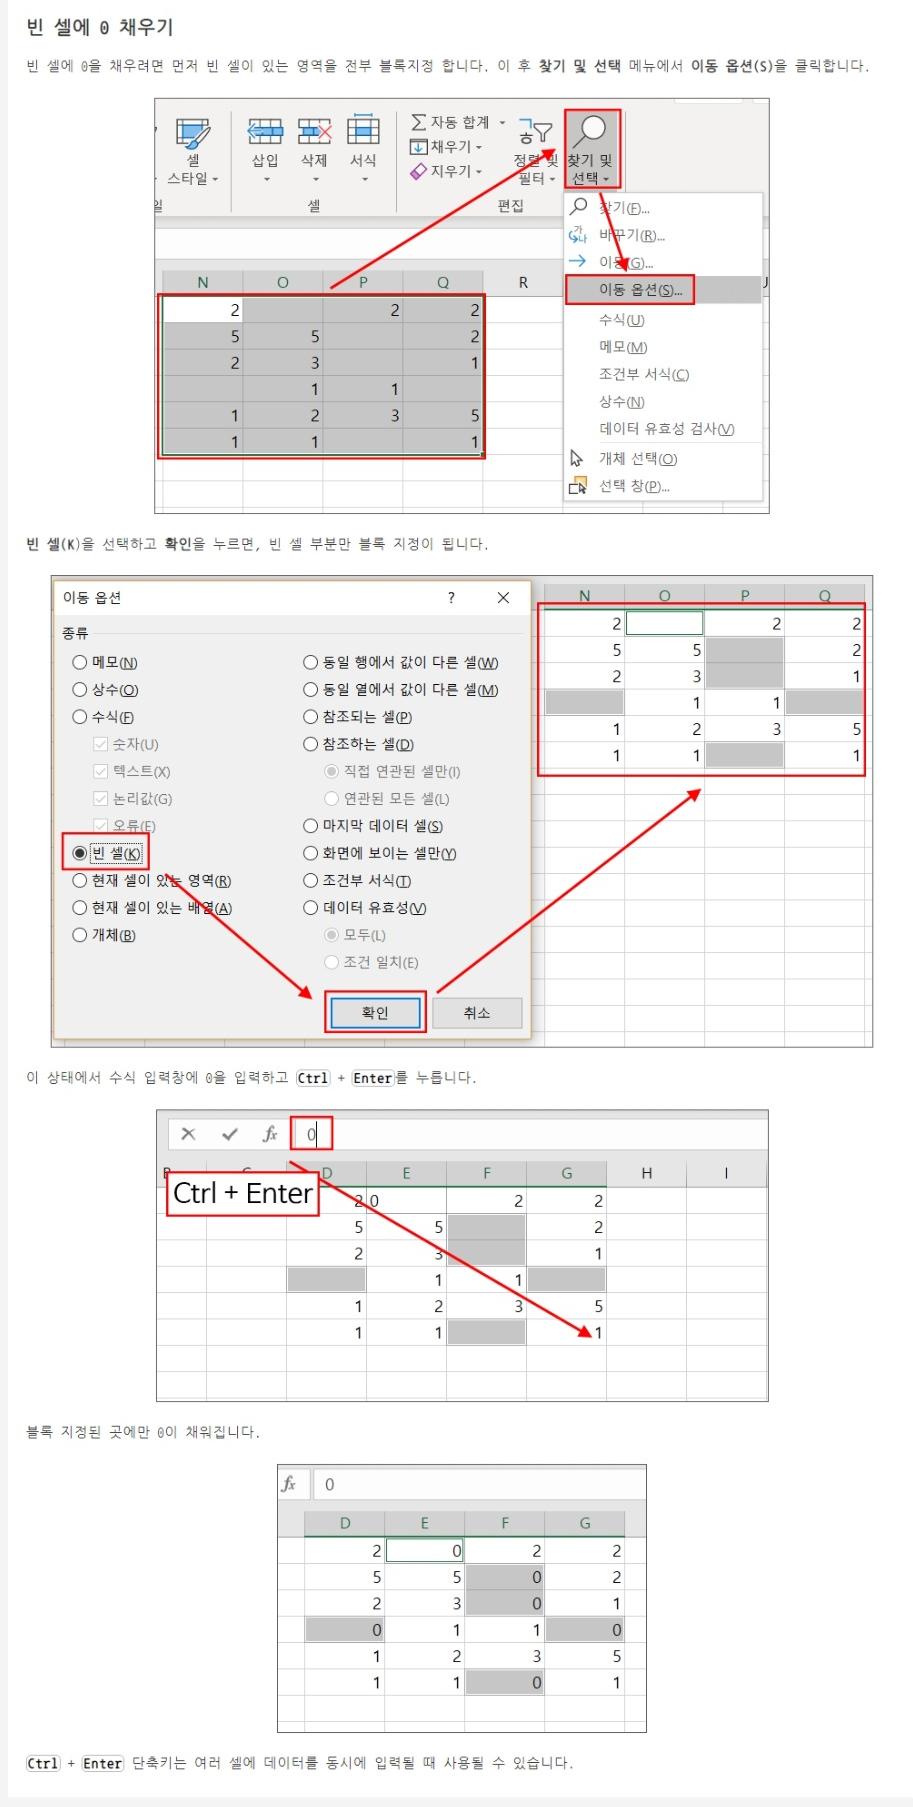 빈 셀에 0 채우기
빈 셀에 0을 채우려면 먼저 빈 셀이 있는 영역을 전부 블록지정 합니다. 이 후 찾기 및 선택 메뉴에서 이동 옵션(S)을 클릭합니다.
셀 스타일
삽입 삭제 서식
셀
자동 합계
채우기
지우기
정렬 및 필터
찾기 및 선택
편집
찾기(F)...
바꾸기(R)...
이동(G)...
이동 옵션(S)...
수식(U)
메모(M)
조건부 서식(C)
상수(N)
데이터 유효성 검사(V)
개체 선택(O)
선택 창(P)...
N O P Q R
2 2 2
5 5 2
2 3 1
1 1
1 2 3 5
1 1 1
빈 셀(K)을 선택하고 확인을 누르면, 빈 셀 부분만 블록 지정이 됩니다.
이동 옵션 ?
종류
메모(N)
상수(O)
수식(F)
숫자(U)
텍스트(X)
논리값(G)
오류(E)
빈 셀(K)
현재 셀이 있는 영역(R)
현재 셀이 있는 배열(A)
개체(B)
동일 행에서 값이 다른 셀(W)
동일 열에서 값이 다른 셀(M)
참조되는 셀(P)
참조하는 셀(D)
직접 연관된 셀만(I)
연관된 모든 셀(L)
마지막 데이터 셀(S)
화면에 보이는 셀만(Y)
조건부 서식(T)
데이터 유효성(V)
모두(L)
조건 일치(E)
확인 취소
N O P Q
2 2 2
5 5 2
2 3 1
1 1
1 2 3 5
1 1 1
이 상태에서 수식 입력창에 0을 입력하고 Ctrl + Enter를 누릅니다.
fx 0
D E F G H I
Ctrl + Enter
2 0 2 2
5 5 2
2 3 1
1 1
1 2 3 5
1 1 1
블록 지정된 곳에만 0이 채워집니다.
fx 0
D E F G
2 0 2 2
5 5 0 2
2 3 0 1
0 1 1 0
1 2 3 5
1 1 0 1
Ctrl + Enter 단축키는 여러 셀에 데이터를 동시에 입력될 때 사용될 수 있습니다.